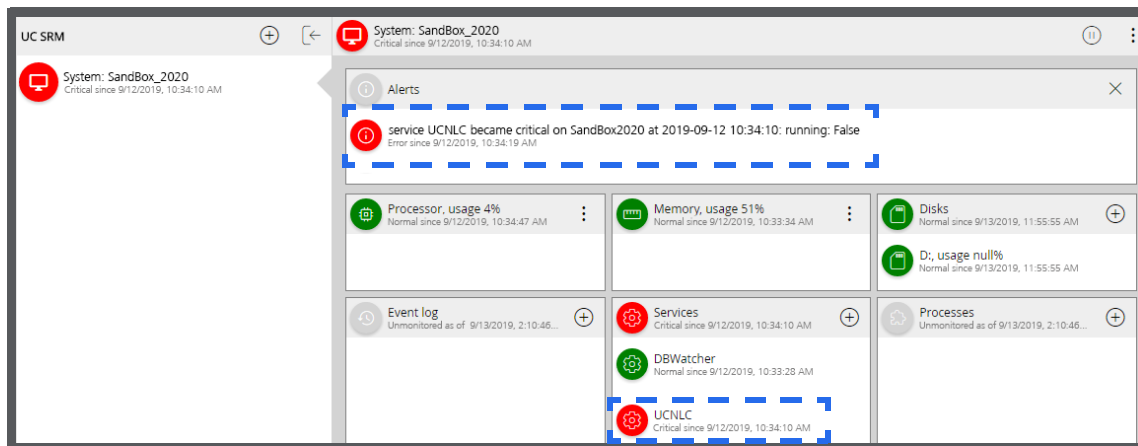 UC SRM
System: SandBox_2020
Critical since 9/12/2019, 10:34:10 AM
System: SandBox_2020
Critical since 9/12/2019, 10:34:10 AM
Alerts
service UCNLC became critical on SandBox2020 at 2019-09-12 10:34:10: running: False
Error since 9/12/2019, 10:34:19 AM
Processor, usage 4%
Normal since 9/12/2019, 10:34:47 AM
Memory, usage 51%
Normal since 9/12/2019, 10:33:34 AM
Disks
Normal since 9/13/2019, 11:55:55 AM
D:, usage null%
Normal since 9/13/2019, 11:55:55 AM
Event log
Unmonitored as of 9/13/2019, 2:10:46...
Services
Critical since 9/12/2019, 10:34:10 AM
DBWatcher
Normal since 9/12/2019, 10:33:28 AM
UCNLC
Critical since 9/12/2019, 10:34:10 AM
Processes
Unmonitored as of 9/13/2019, 2:10:46...